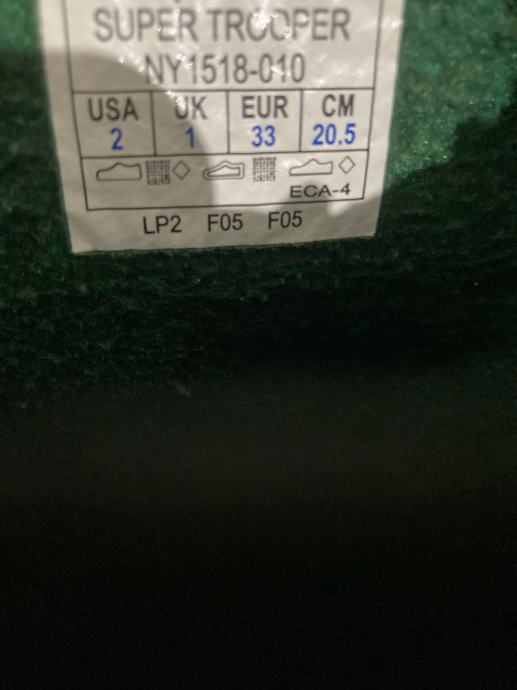 SUPER TROOPER
NY1518-010
USA UK EUR CM
2 1 33 20.5
ECA-4
LP2 F05 F05